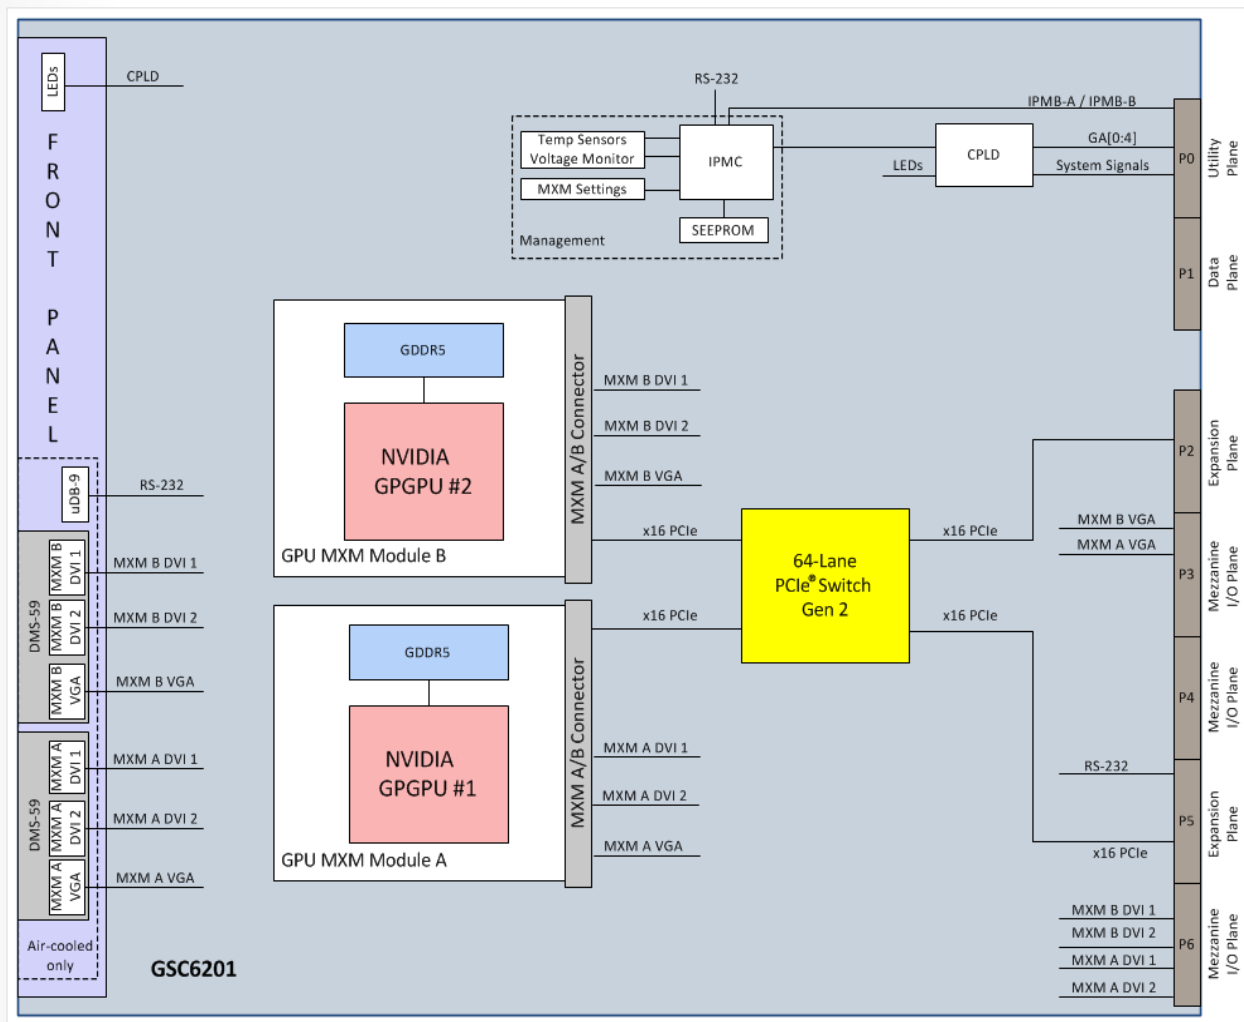 LEDs
CPLD
FRONT PANEL
uDB-9
RS-232
DMS-59
MXM B
DVI 1
MXM B DVI 1
MXM B
DVI 2
MXM B DVI 2
MXM B
VGA
MXM B VGA
DMS-59
MXM A
DVI 1
MXM A DVI 1
MXM A
DVI 2
MXM A DVI 2
MXM A
VGA
MXM A VGA
Air-cooled
only
GSC6201
RS-232
Temp Sensors
Voltage Monitor
MXM Settings
IPMC
SEEPROM
Management
IPMB-A / IPMB-B
LEDs
CPLD
GA[0:4]
System Signals
GDDR5
NVIDIA
GPGPU #2
GPU MXM Module B
MXM A/B Connector
MXM B DVI 1
MXM B DVI 2
MXM B VGA
x16 PCIe
GDDR5
NVIDIA
GPGPU #1
GPU MXM Module A
MXM A/B Connector
x16 PCIe
MXM A DVI 1
MXM A DVI 2
MXM A VGA
64-Lane
PCIe® Switch
Gen 2
x16 PCIe
x16 PCIe
P0
Utility
Plane
P1
Data
Plane
P2
Expansion
Plane
MXM B VGA
MXM A VGA
P3
Mezzanine
I/O Plane
P4
Mezzanine
I/O Plane
RS-232
P5
Expansion
Plane
x16 PCIe
MXM B DVI 1
MXM B DVI 2
MXM A DVI 1
MXM A DVI 2
P6
Mezzanine
I/O Plane